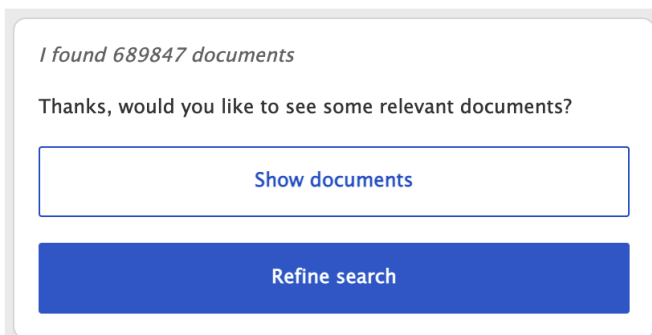 I found 689847 documents
Thanks, would you like to see some relevant documents?
Show documents
Refine search